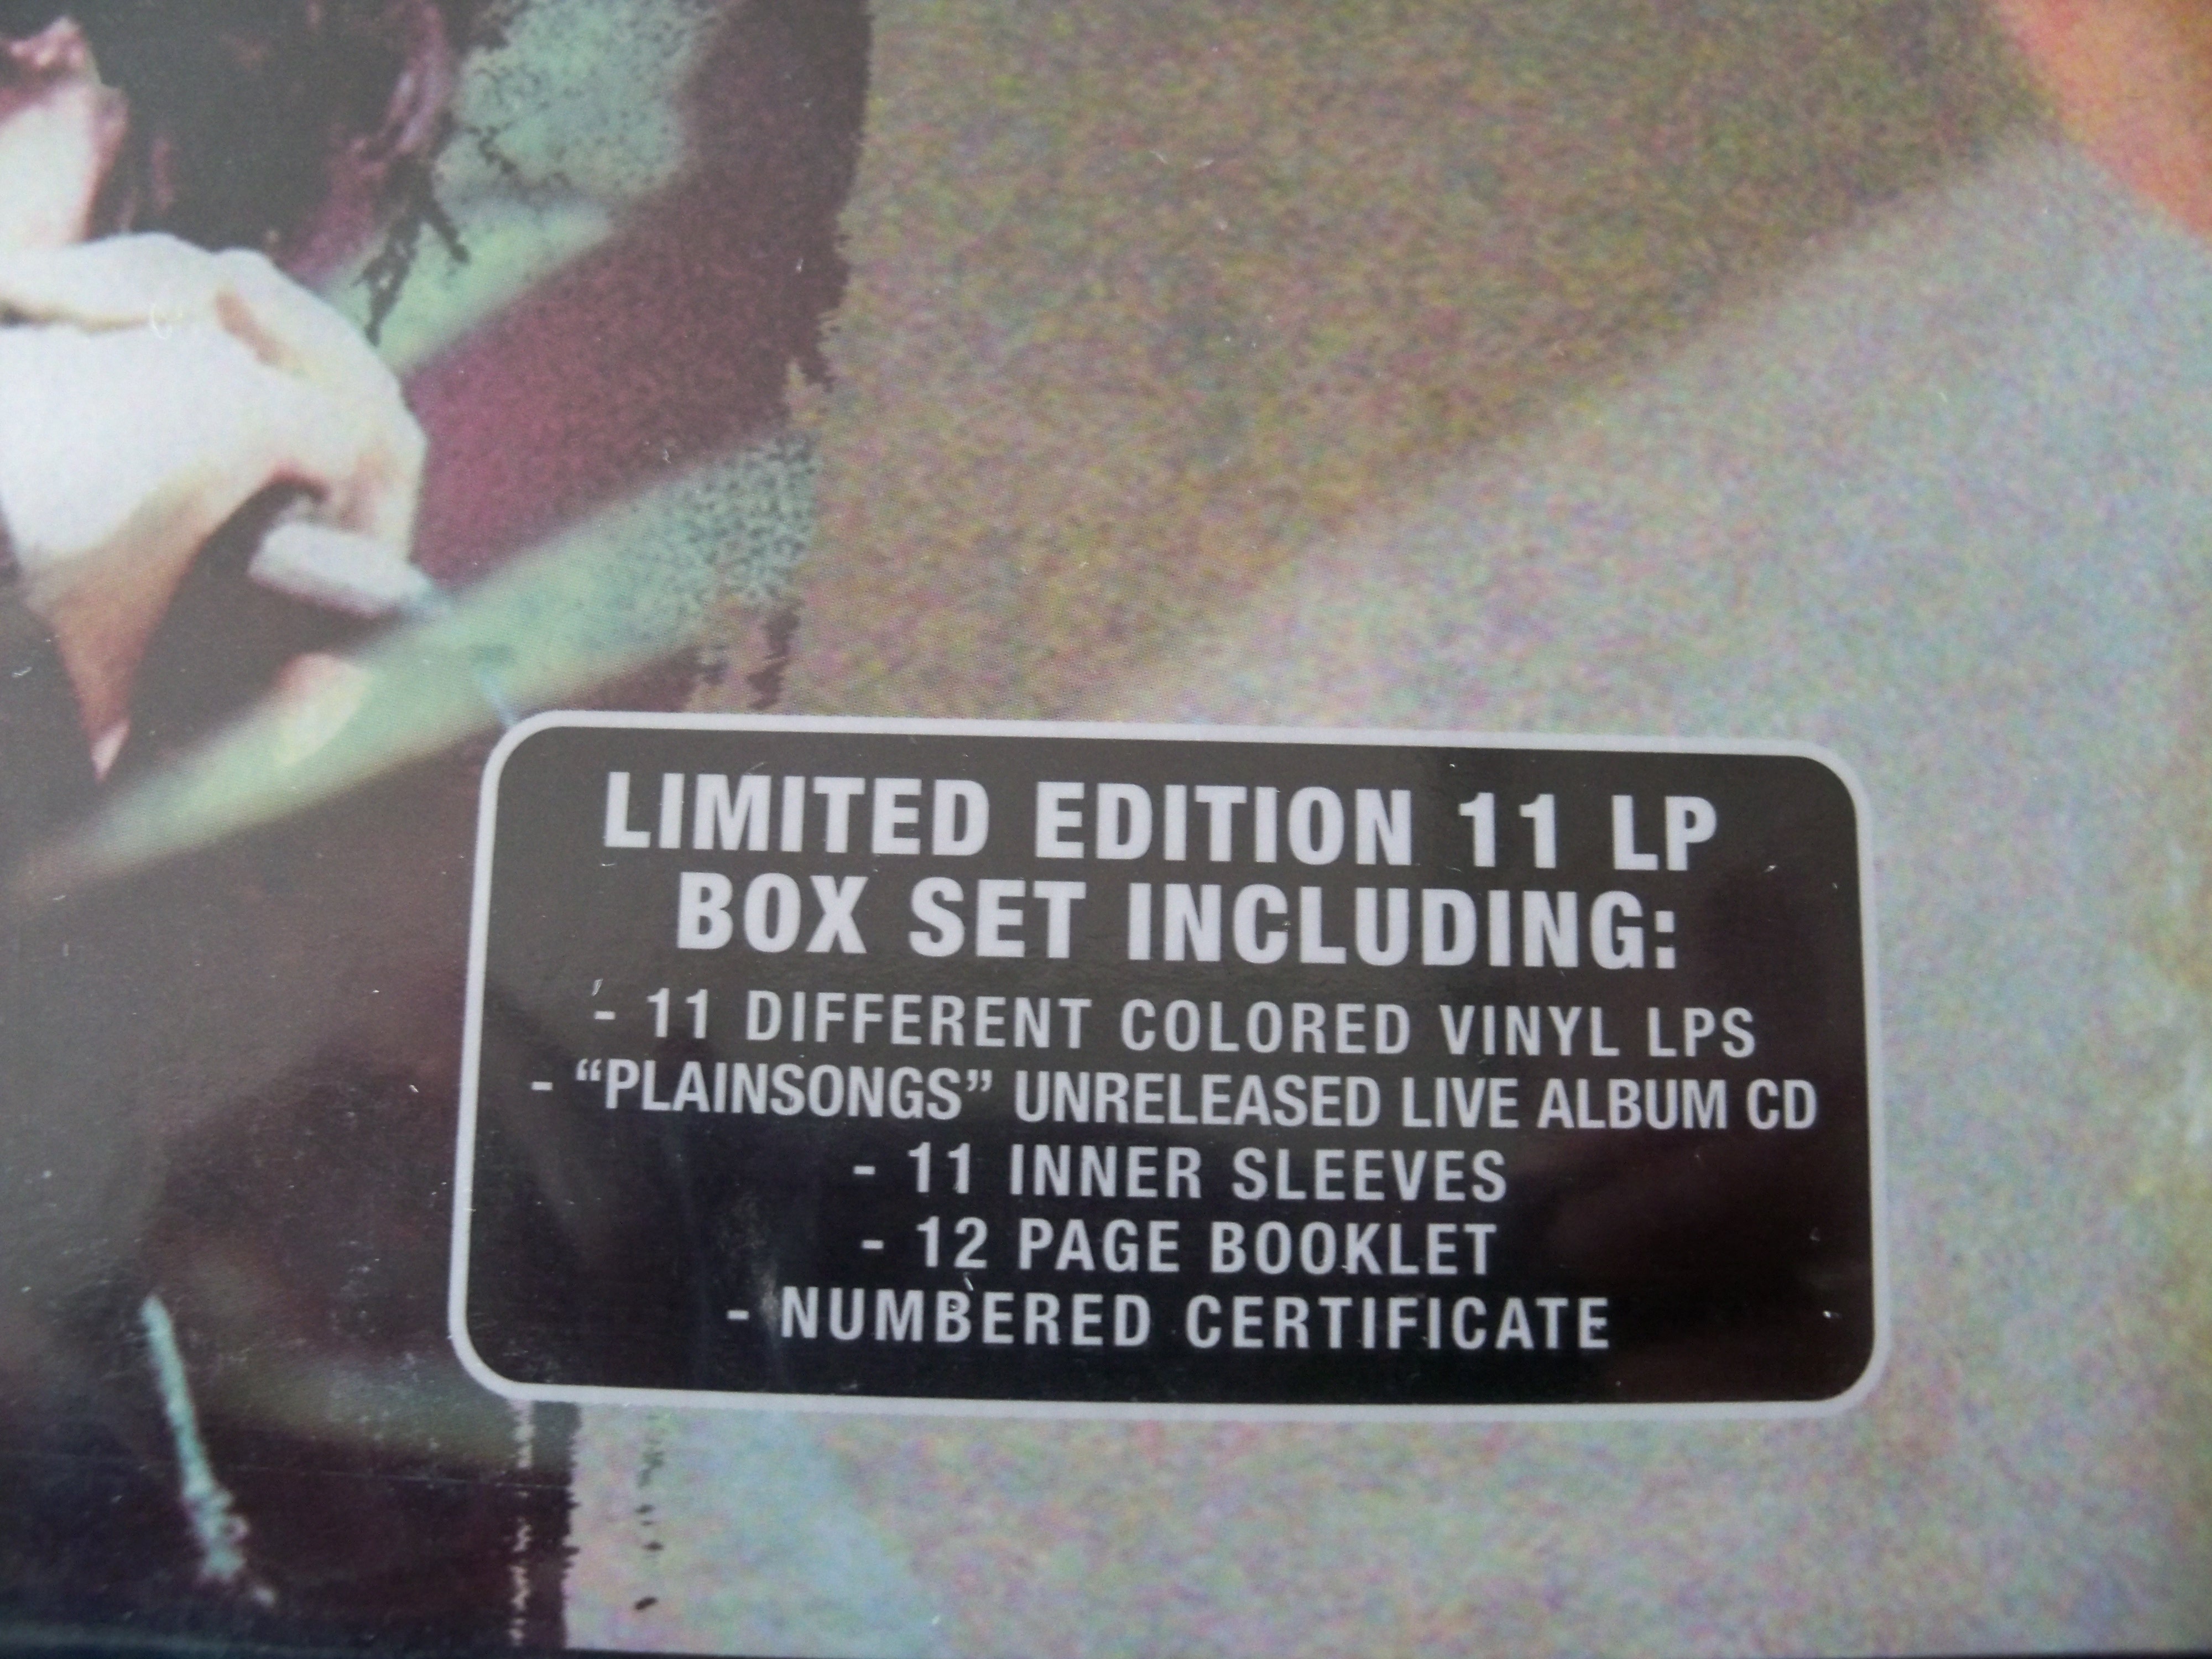 LIMITED EDITION 11 LP
BOX SET INCLUDING:
- 11 DIFFERENT COLORED VINYL LPS
- “PLAINSONGS” UNRELEASED LIVE ALBUM CD
- 11 INNER SLEEVES
- 12 PAGE BOOKLET
- NUMBERED CERTIFICATE